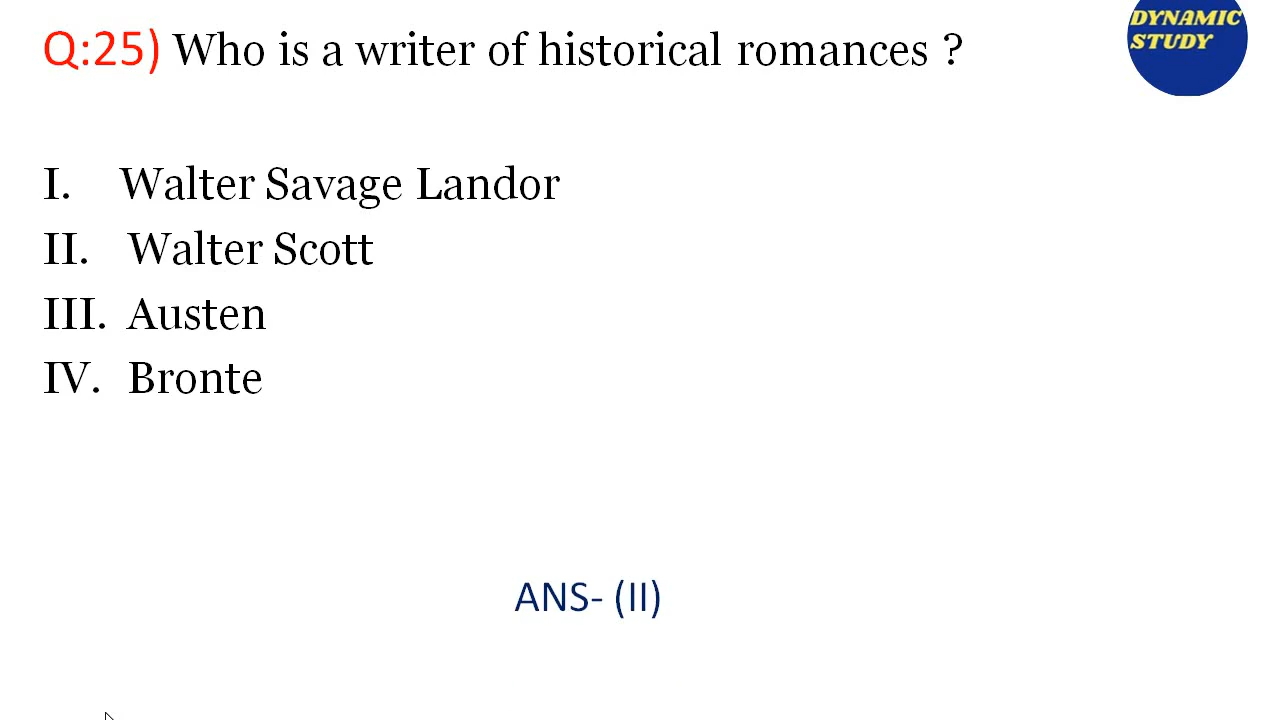 Q:25) Who is a writer of historical romances ?
DYNAMIC
STUDY
I. Walter Savage Landor
II. Walter Scott
III. Austen
IV. Bronte
ANS- (II)